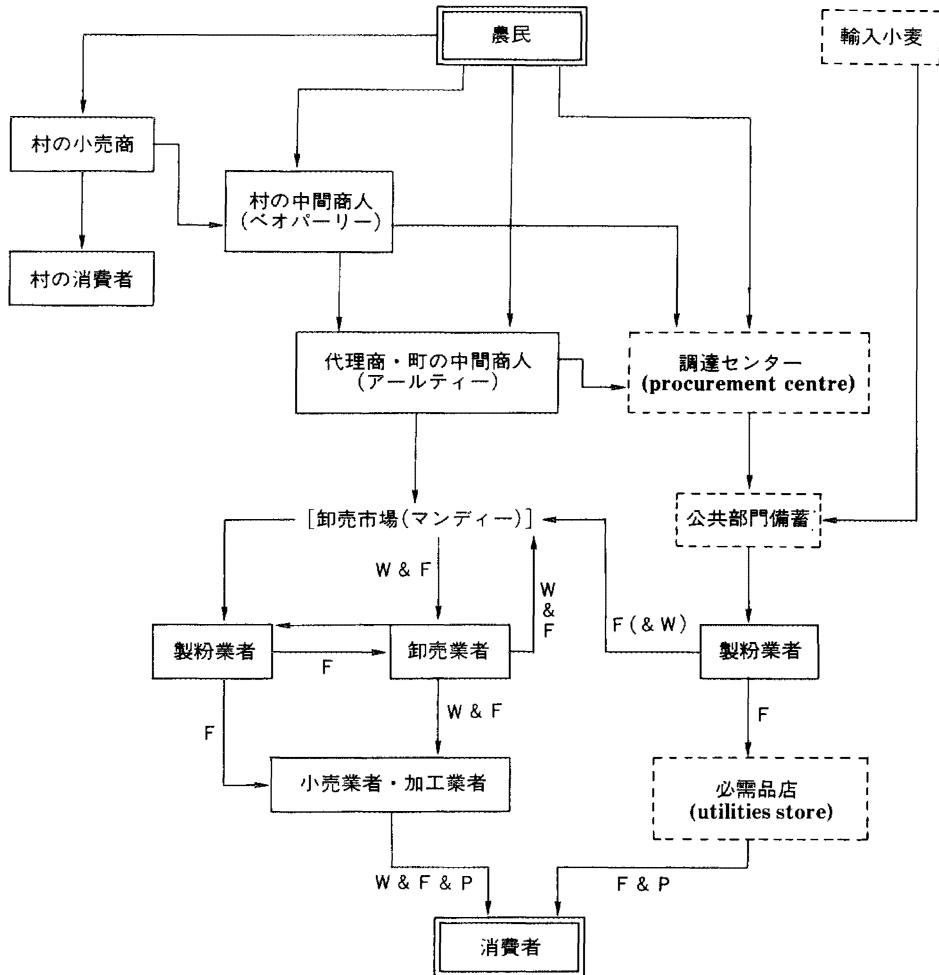 農民
輸入小麦
村の小売商
村の中間商人
(ベオパーリー)
村の消費者
代理商・町の中間商人
(アールティー)
調達センター
(procurement centre)
[卸売市場(マンディー)]
公共部門備蓄
W & F
W
&
F
F (& W)
製粉業者
F
卸売業者
製粉業者
F
W & F
F
小売業者・加工業者
必需品店
(utilities store)
W & F & P
F & P
消費者